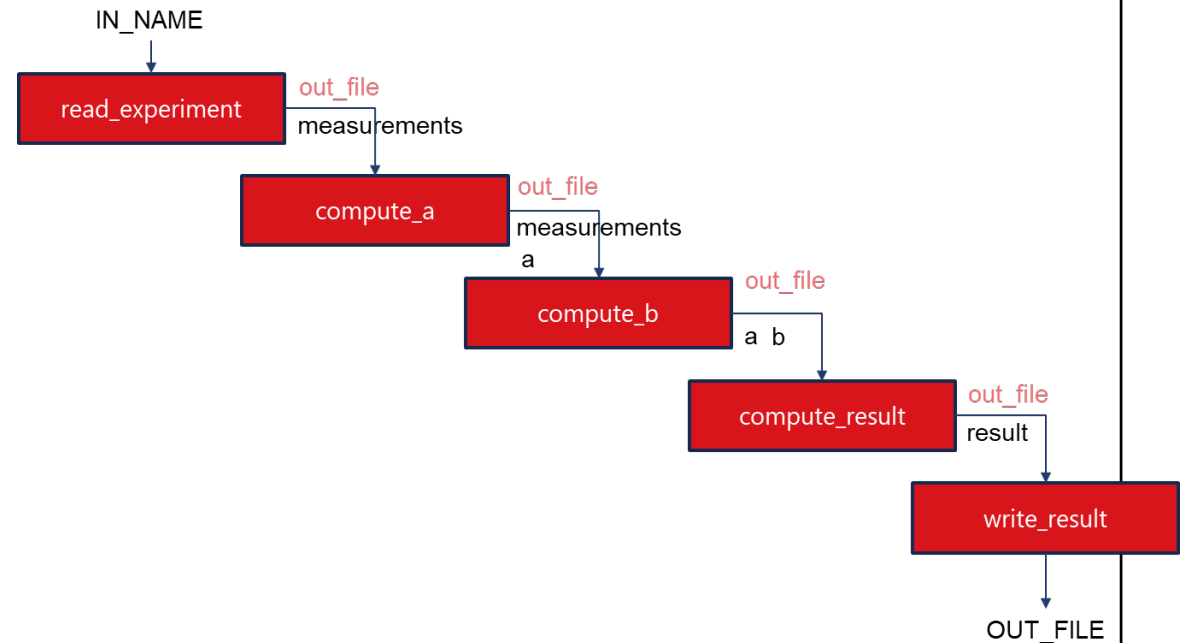 IN_NAME
read_experiment
out_file
measurements
compute_a
out_file
measurements
a
compute_b
out_file
a b
compute_result
out_file
result
write_result
OUT_FILE